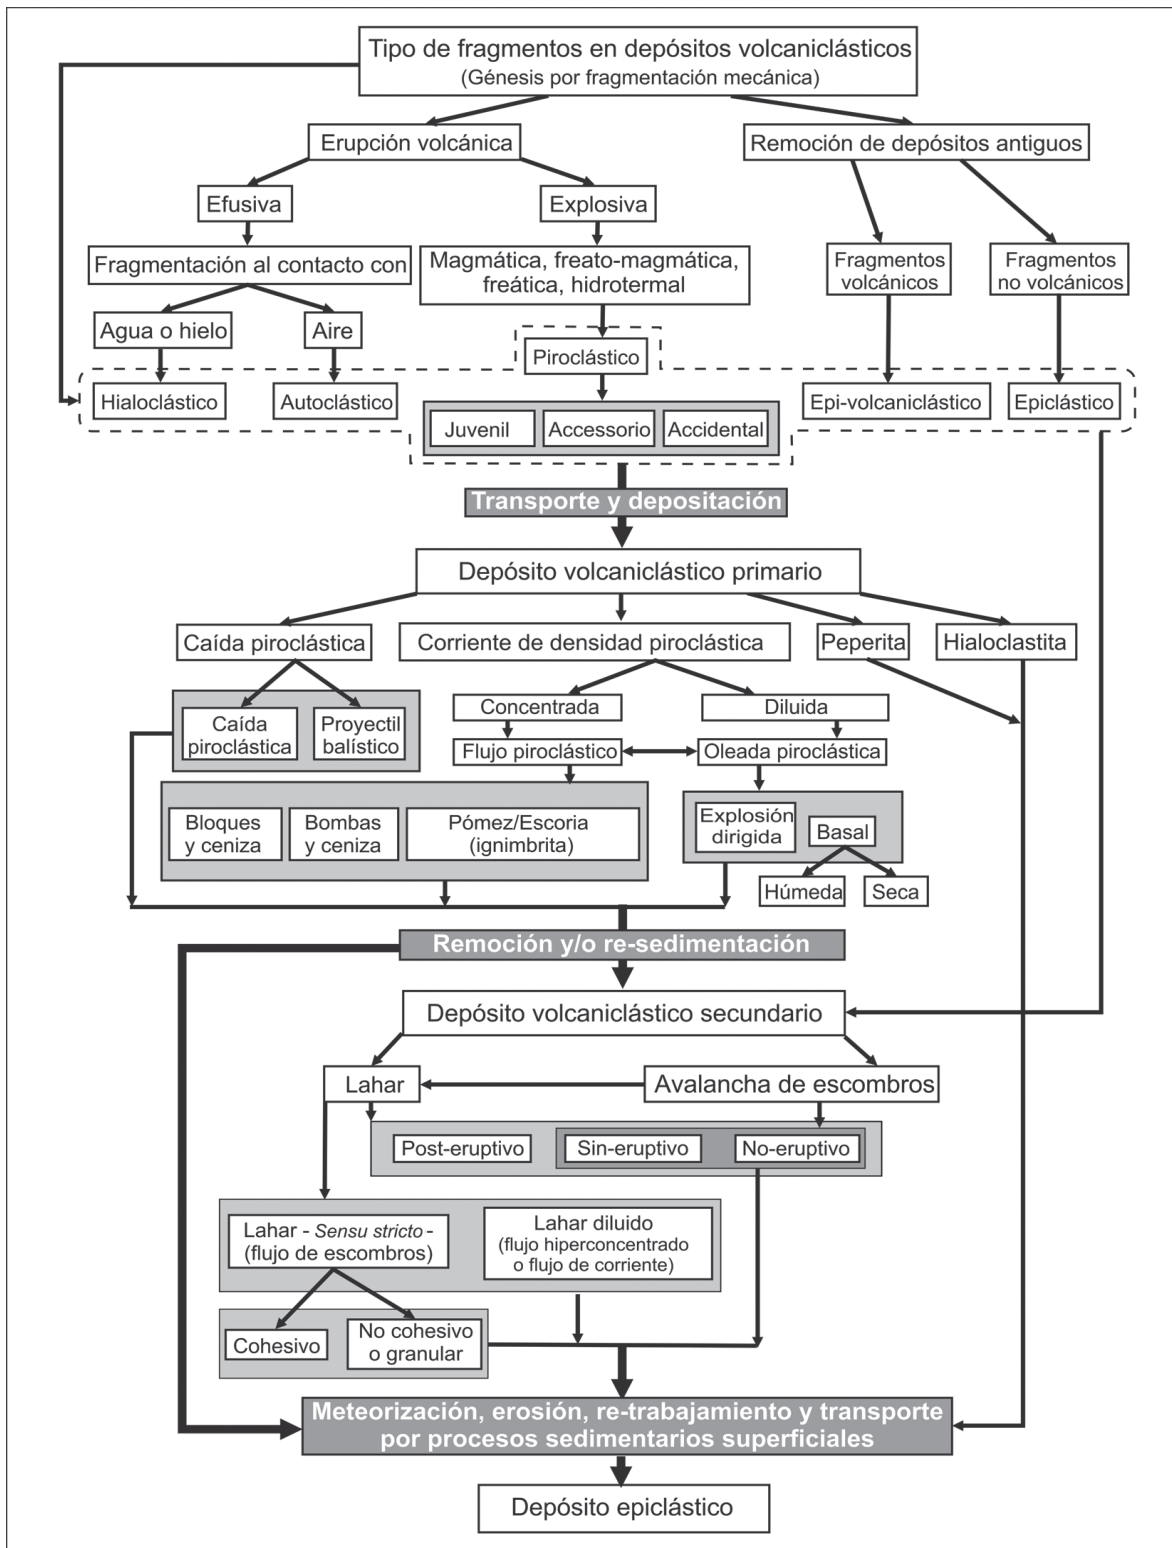 Tipo de fragmentos en depósitos volcaniclásticos
(Génesis por fragmentación mecánica)
Erupción volcánica
Remoción de depósitos antiguos
Efusiva
Explosiva
Fragmentación al contacto con
Magmática, freato-magmática,
freática, hidrotermal
Fragmentos
volcánicos
Fragmentos
no volcánicos
Agua o hielo
Aire
Piroclástico
Hialoclástico
Autoclástico
Epi-volcaniclástico
Epiclástico
Juvenil
Accessorio
Accidental
Transporte y depositación
Depósito volcaniclástico primario
Caída piroclástica
Corriente de densidad piroclástica
Peperita
Hialoclastita
Caída
piroclástica
Proyectil
balístico
Concentrada
Diluida
Flujo piroclástico
Oleada piroclástica
Bloques
y ceniza
Bombas
y ceniza
Pómez/Escoria
(ignimbrita)
Explosión
dirigida
Basal
Húmeda
Seca
Remoción y/o re-sedimentación
Depósito volcaniclástico secundario
Lahar
Avalancha de escombros
Post-eruptivo
Sin-eruptivo
No-eruptivo
Lahar - Sensu stricto -
(flujo de escombros)
Lahar diluido
(flujo hiperconcentrado
o flujo de corriente)
Cohesivo
No cohesivo
o granular
Meteorización, erosión, re-trabajamiento y transporte
por procesos sedimentarios superficiales
Depósito epiclástico